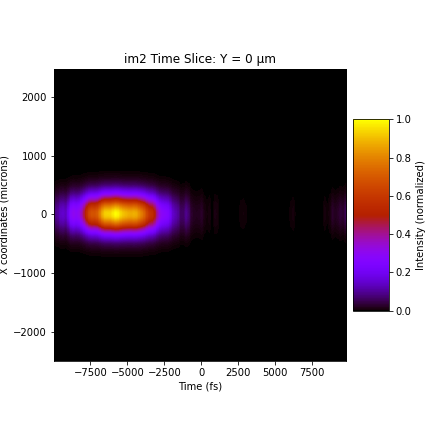 im2 Time Slice: Y = 0 μm
X coordinates (microns)
2000
1000
0
−1000
−2000
−7500 −5000 −2500 0 2500 5000 7500
Time (fs)
1.0
0.8
0.6
0.4
0.2
0.0
Intensity (normalized)